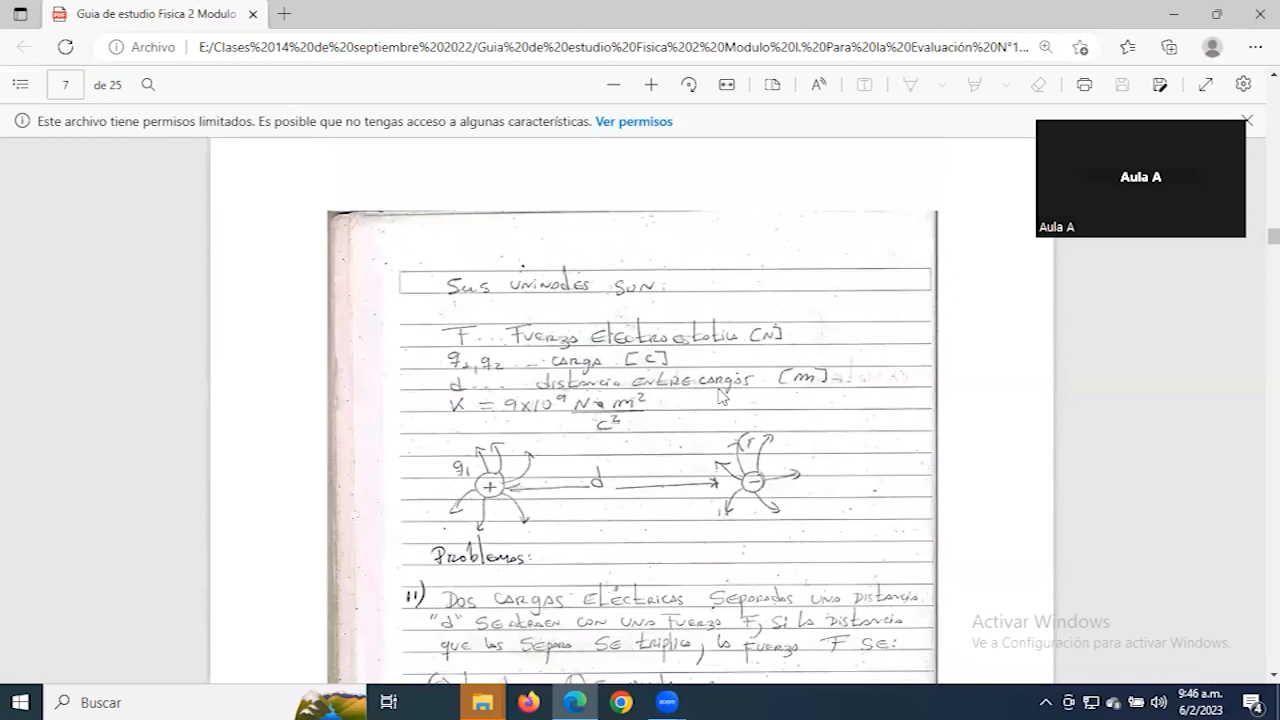 Guia de estudio Fisica 2 Modulo
Archivo
E:/Clases%2014%20de%20septiembre%202022/Guia%20de%20estudio%20Fisica%202%20Modulo%20I.%20Para%20la%20Evaluación%20N°1...
7 de 25
Este archivo tiene permisos limitados. Es posible que no tengas acceso a algunas características. Ver permisos
Aula A
Aula A
Sus uninades son:
F... Fuerza Electrostatica [N]
q1, q2 ... carga [C]
d ... distancia entre cargas [m]
K = 9x10⁹ N•m²
C²
q1
+
d
-
Problemas:
11) Dos cargas eléctricas separadas una distancia
"d" se atraen con una fuerza F, si la distancia
que las separa se triplica, la fuerza F se:
Activar Windows
Ve a Configuración para activar Windows.
Buscar
zoom
9:46 a.m.
6/2/2023
4